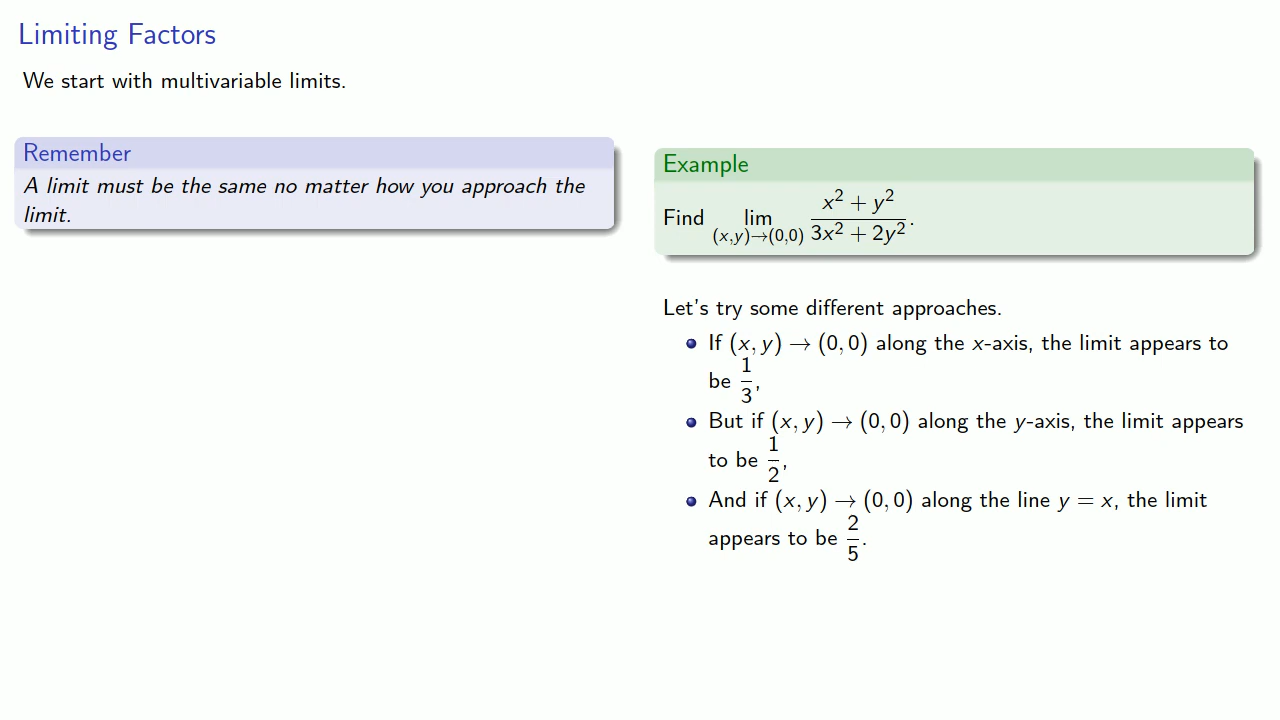 Limiting Factors
We start with multivariable limits.
Remember
A limit must be the same no matter how you approach the
limit.
Example
Find lim_{(x,y)→(0,0)} \frac{x^2 + y^2}{3x^2 + 2y^2}.
Let's try some different approaches.
• If (x, y) → (0, 0) along the x-axis, the limit appears to
be \frac{1}{3},
• But if (x, y) → (0, 0) along the y-axis, the limit appears
to be \frac{1}{2},
• And if (x, y) → (0, 0) along the line y = x, the limit
appears to be \frac{2}{5}.